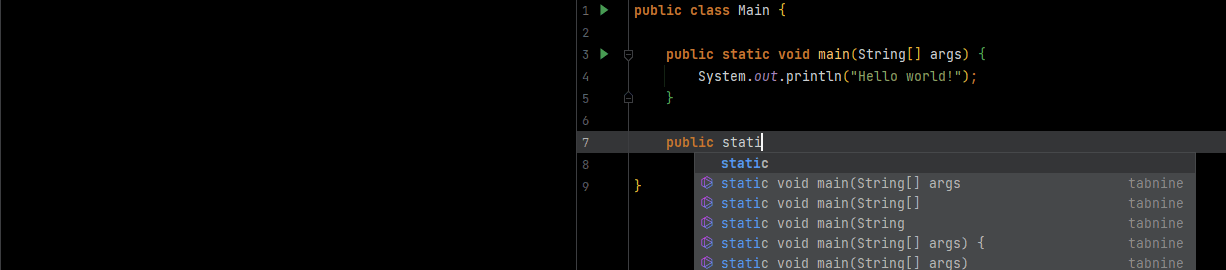 1 public class Main {
2
3 public static void main(String[] args) {
4 System.out.println("Hello world!");
5 }
6
7 public stati
8 static
static void main(String[] args tabnine
9 }
static void main(String[] tabnine
static void main(String tabnine
static void main(String[] args) { tabnine
static void main(String[] args) tabnine